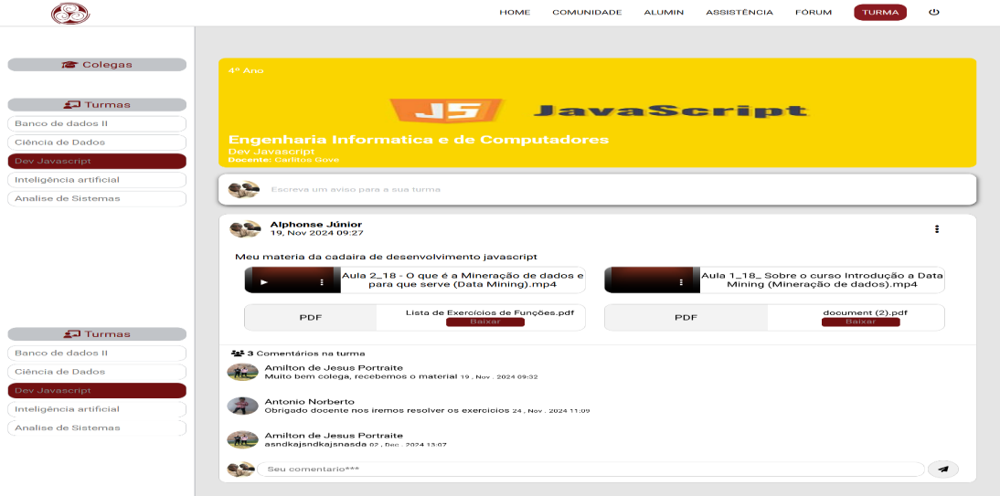 HOME COMUNIDADE ALUMIN ASSISTÊNCIA FÓRUM TURMA
Colegas
Turmas
Banco de dados II
Ciência de Dados
Dev Javascript
Inteligência artificial
Analise de Sistemas
Turmas
Banco de dados II
Ciência de Dados
Dev Javascript
Inteligência artificial
Analise de Sistemas
4º Ano
JS JavaScript
Engenharia Informatica e de Computadores
Dev Javascript
Docente: Carlitos Gove
Escreva um aviso para a sua turma
Alphonse Júnior
19, Nov 2024 09:27
Meu materia da cadaira de desenvolvimento javascript
Aula 2_18 - O que é a Mineração de dados e
para que serve (Data Mining).mp4
Aula 1_18_ Sobre o curso Introdução a Data
Mining (Mineração de dados).mp4
PDF
Lista de Exercícios de Funções.pdf
Baixar
PDF
document (2).pdf
Baixar
3 Comentários na turma
Amilton de Jesus Portraite
Muito bem colega, recebemos o material 19 , Nov . 2024 09:32
Antonio Norberto
Obrigado docente nos iremos resolver os exercicios 24 , Nov . 2024 11:09
Amilton de Jesus Portraite
asndkajsndkajsnasda 02 , Dec . 2024 13:07
Seu comentario***